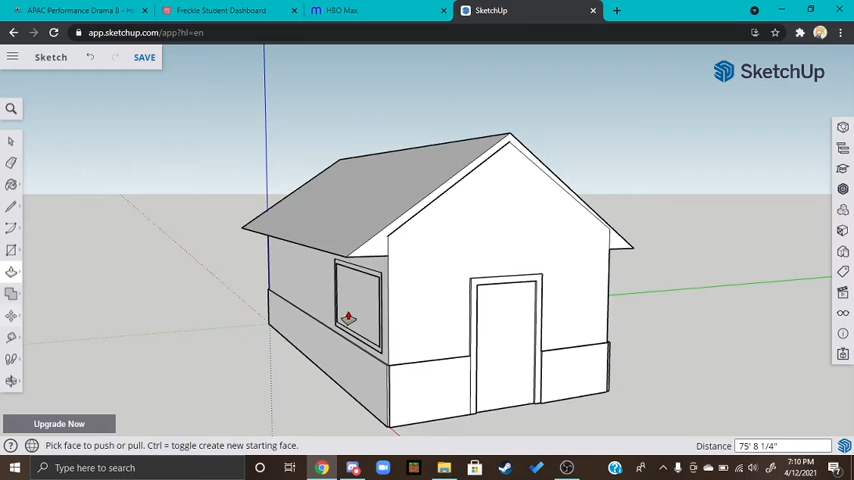 APAC Performance Drama 8 - H
Freckle Student Dashboard
HBO Max
SketchUp
app.sketchup.com/app?hl=en
Sketch
SAVE
SketchUp
Upgrade Now
Pick face to push or pull. Ctrl = toggle create new starting face.
Distance
75' 8 1/4"
Type here to search
7:10 PM
4/12/2021